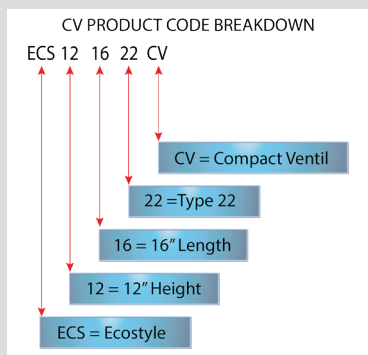 CV PRODUCT CODE BREAKDOWN
ECS 12 16 22 CV
CV = Compact Ventil
22 =Type 22
16 = 16” Length
12 = 12” Height
ECS = Ecostyle